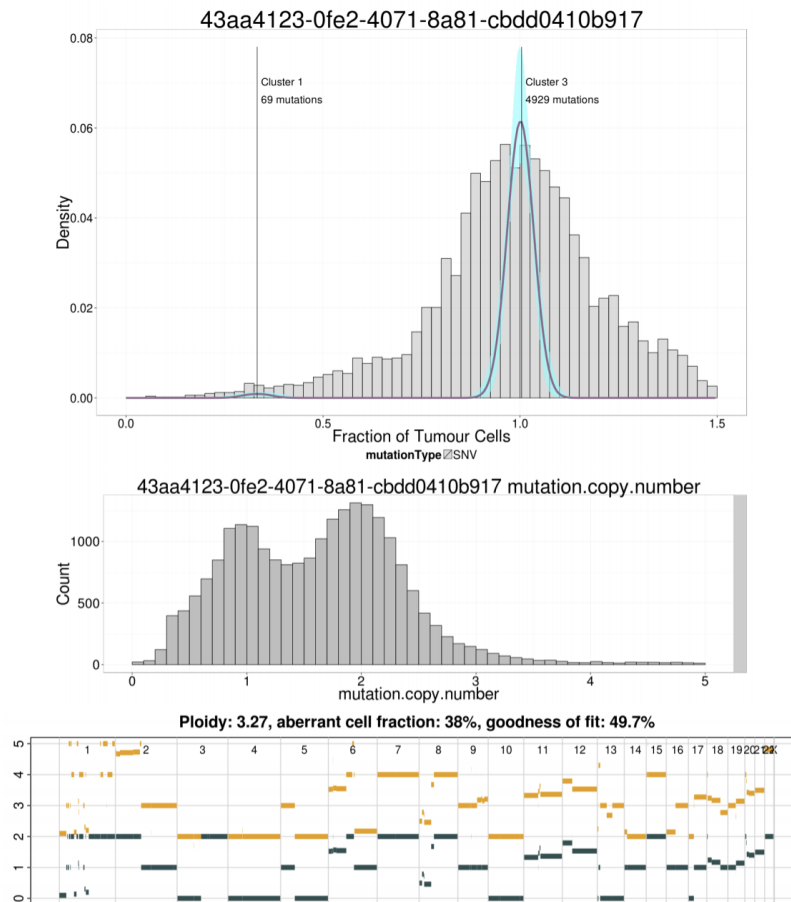 43aa4123-0fe2-4071-8a81-cbdd0410b917
0.08
Cluster 1
69 mutations
Cluster 3
4929 mutations
0.06
Density
0.04
0.02
0.00
0.0 0.5 1.0 1.5
Fraction of Tumour Cells
mutationType SNV
43aa4123-0fe2-4071-8a81-cbdd0410b917 mutation.copy.number
1000
Count
500
0
0 1 2 3 4 5
mutation.copy.number
Ploidy: 3.27, aberrant cell fraction: 38%, goodness of fit: 49.7%
5
1 2 3 4 5 6 7 8 9 10 11 12 13 14 15 16 17 18 19 20 21
4
3
2
1
0